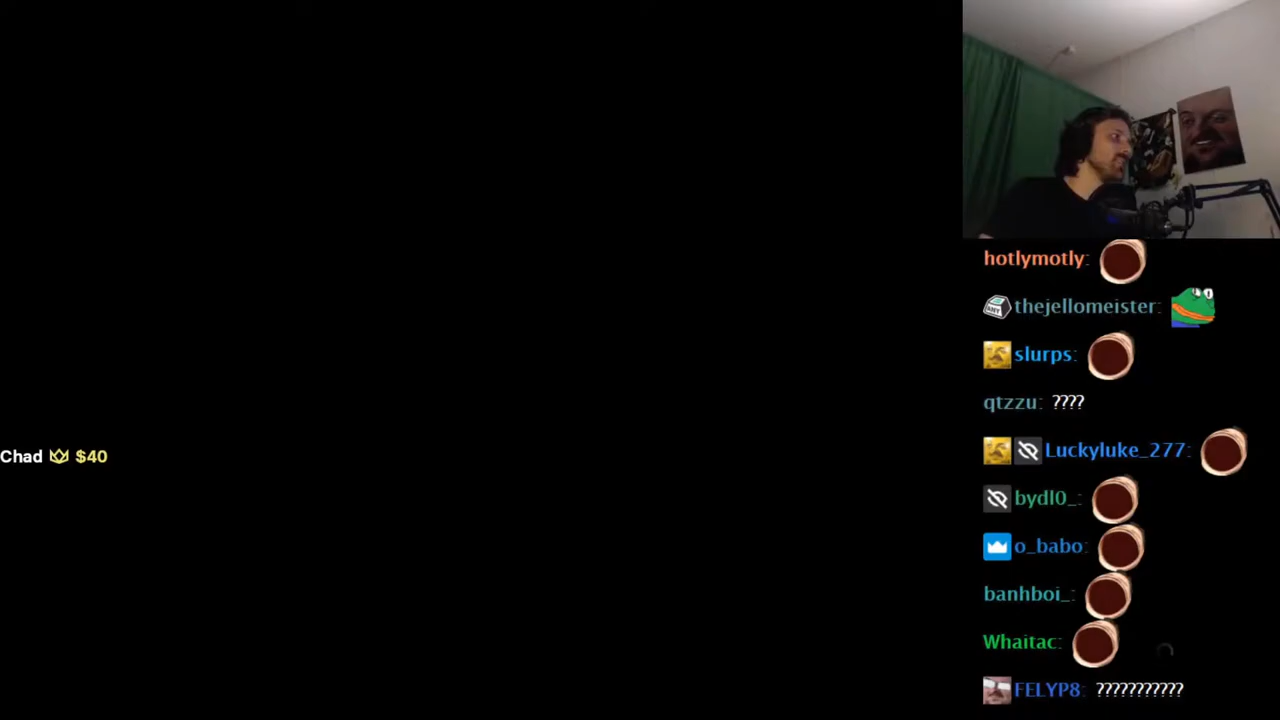 hotlymotly:
thejellomeister:
slurps:
qtzzu: ????
Luckyluke_277:
Chad $40
bydl0_:
o_babo:
banhboi_:
Whaitac:
FELYP8: ???????????